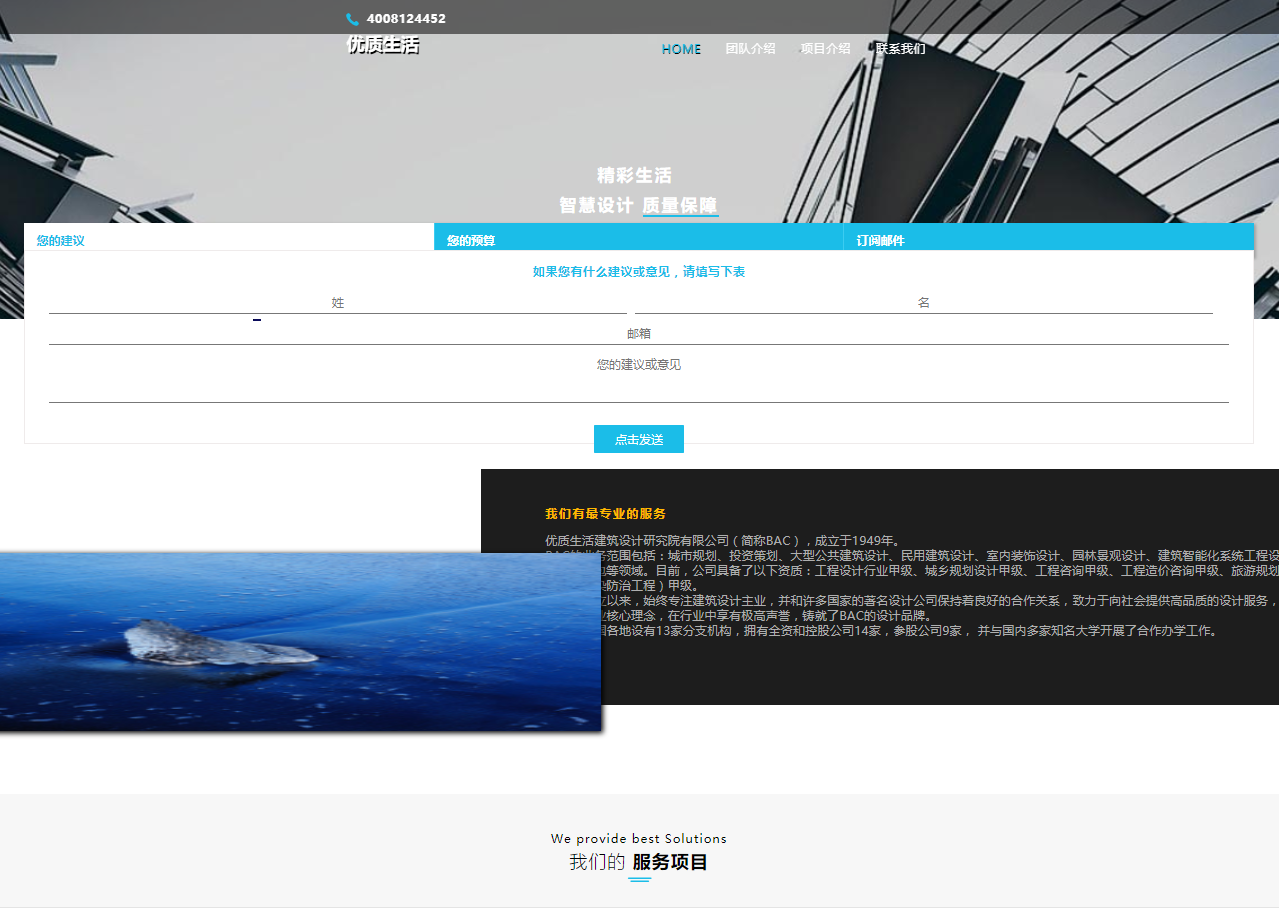 4008124452
优质生活
HOME 团队介绍 项目介绍 联系我们
精彩生活
智慧设计 质量保障
您的建议 您的预算 订阅邮件
如果您有什么建议或意见，请填写下表
姓 名
邮箱
您的建议或意见
点击发送
我们有最专业的服务
优质生活建筑设计研究院有限公司（简称BAC），成立于1949年。
范围包括：城市规划、投资策划、大型公共建筑设计、民用建筑设计、室内装饰设计、园林景观设计、建筑智能化系统工程设
等领域。目前，公司具备了以下资质：工程设计行业甲级、城乡规划设计甲级、工程咨询甲级、工程造价咨询甲级、旅游规划
防治工程）甲级。
以来，始终专注建筑设计主业，并和许多国家的著名设计公司保持着良好的合作关系，致力于向社会提供高品质的设计服务，
核心理念，在行业中享有极高声誉，铸就了BAC的设计品牌。
各地设有13家分支机构，拥有全资和控股公司14家，参股公司9家， 并与国内多家知名大学开展了合作办学工作。
We provide best Solutions
我们的 服务项目